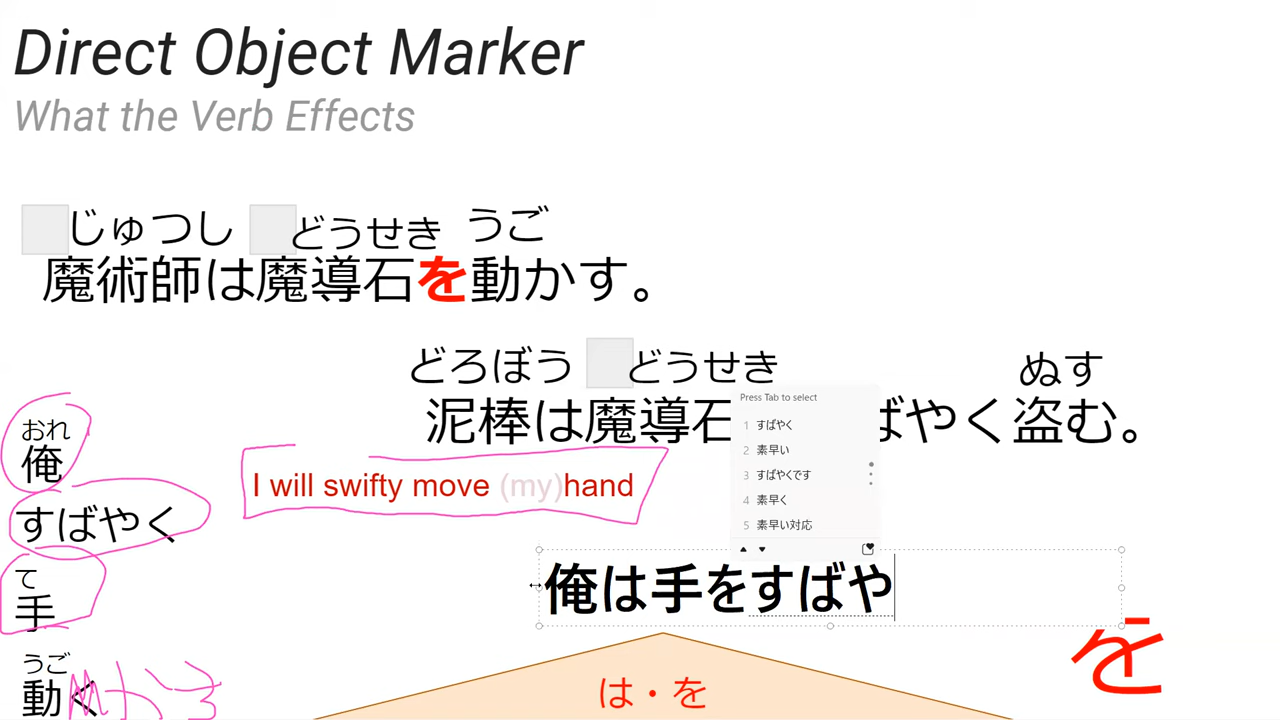 Direct Object Marker
What the Verb Effects
じゅつし どうせき うご
魔術師は魔導石を動かす。
どろぼう どうせき ぬす
泥棒は魔導石 ばやく盗む。
Press Tab to select
1 すばやく
2 素早い
3 すばやくです
4 素早く
5 素早い対応
おれ
俺
I will swifty move (my)hand
すばやく
俺は手をすばや
て
手
を
うご
動く
は・を